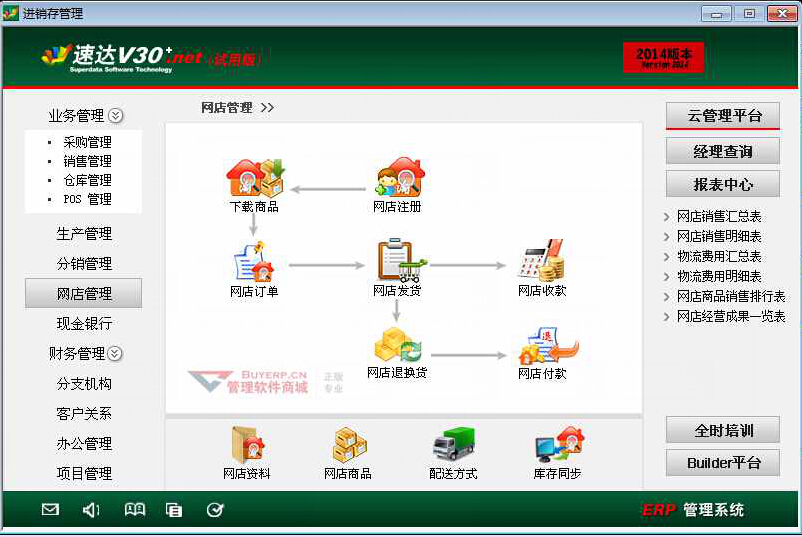 进销存管理
速达V30+.net(试用版)
Superdata Software Technology
2014版本
Version 2014
业务管理
· 采购管理
· 销售管理
· 仓库管理
· POS 管理
生产管理
分销管理
网店管理
现金银行
财务管理
分支机构
客户关系
办公管理
项目管理
网店管理 >>
下载商品
网店注册
网店订单
网店发货
网店收款
网店退换货
网店付款
BUYERP.CN
管理软件商城
正版
专业
网店资料
网店商品
配送方式
库存同步
云管理平台
经理查询
报表中心
网店销售汇总表
网店销售明细表
物流费用汇总表
物流费用明细表
网店商品销售排行表
网店经营成果一览表
全时培训
Builder平台
ERP 管理系统